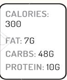 CALORIES:
300
FAT: 7G
CARBS: 48G
PROTEIN: 10G